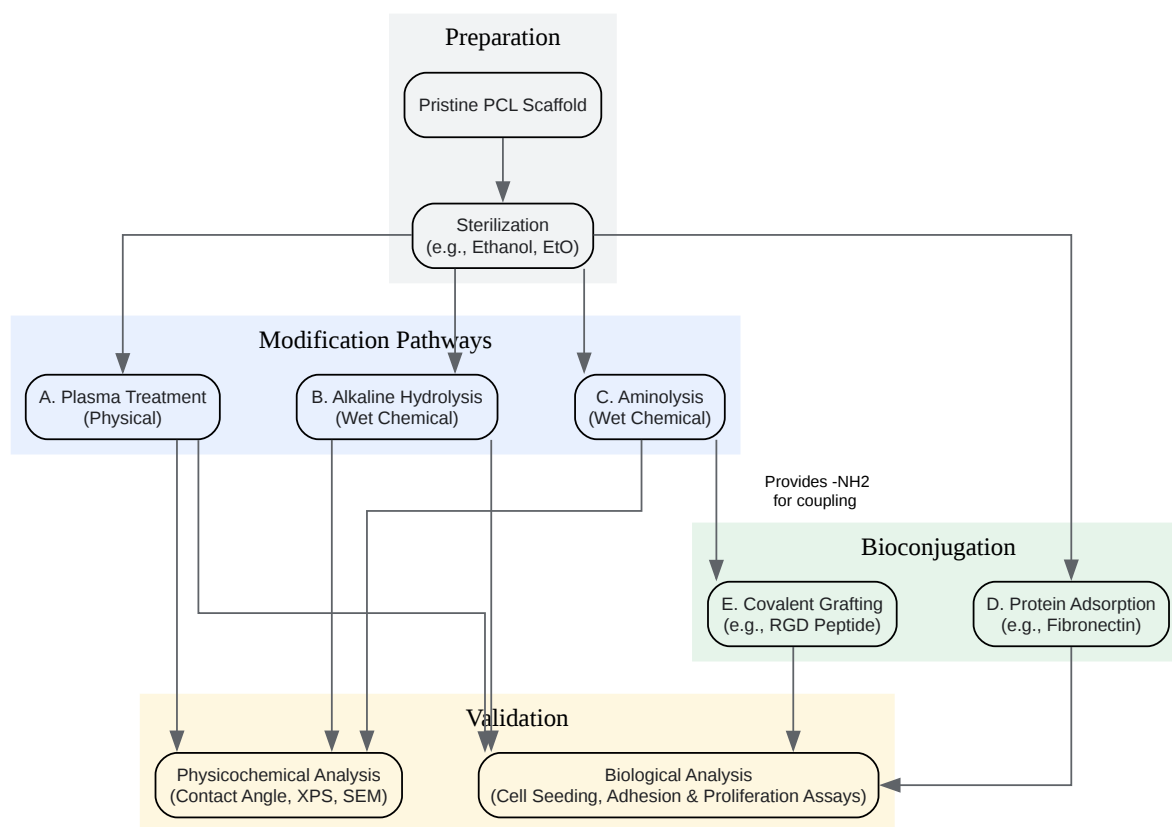 Preparation
Pristine PCL Scaffold
Sterilization
(e.g., Ethanol, EtO)
Modification Pathways
A. Plasma Treatment
(Physical)
B. Alkaline Hydrolysis
(Wet Chemical)
C. Aminolysis
(Wet Chemical)
Provides -NH2
for coupling
Bioconjugation
E. Covalent Grafting
(e.g., RGD Peptide)
D. Protein Adsorption
(e.g., Fibronectin)
Validation
Physicochemical Analysis
(Contact Angle, XPS, SEM)
Biological Analysis
(Cell Seeding, Adhesion & Proliferation Assays)